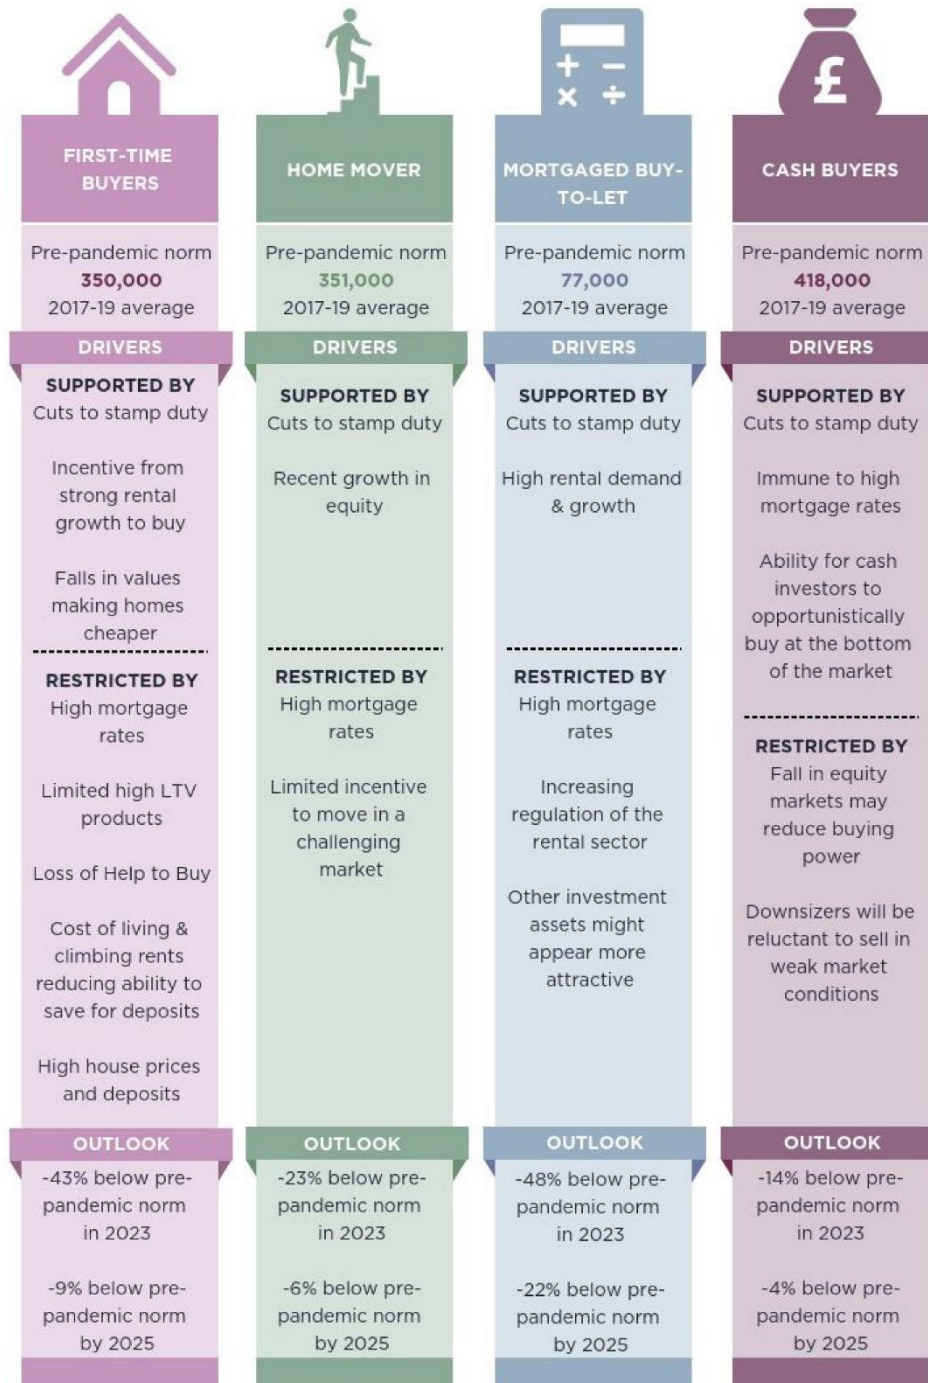 £
FIRST-TIME
BUYERS
Pre-pandemic norm
350,000
2017-19 average
DRIVERS
SUPPORTED BY
Cuts to stamp duty
Incentive from
strong rental
growth to buy
Falls in values
making homes
cheaper
RESTRICTED BY
High mortgage
rates
Limited high LTV
products
Loss of Help to Buy
Cost of living &
climbing rents
reducing ability to
save for deposits
High house prices
and deposits
OUTLOOK
-43% below pre-
pandemic norm
in 2023
-9% below pre-
pandemic norm
by 2025
HOME MOVER
Pre-pandemic norm
351,000
2017-19 average
DRIVERS
SUPPORTED BY
Cuts to stamp duty
Recent growth in
equity
RESTRICTED BY
High mortgage
rates
Limited incentive
to move in a
challenging
market
OUTLOOK
-23% below pre-
pandemic norm
in 2023
-6% below pre-
pandemic norm
by 2025
+ −
× ÷
MORTGAGED BUY-
TO-LET
Pre-pandemic norm
77,000
2017-19 average
DRIVERS
SUPPORTED BY
Cuts to stamp duty
High rental demand
& growth
RESTRICTED BY
High mortgage
rates
Increasing
regulation of the
rental sector
Other investment
assets might
appear more
attractive
OUTLOOK
-48% below pre-
pandemic norm
in 2023
-22% below pre-
pandemic norm
by 2025
CASH BUYERS
Pre-pandemic norm
418,000
2017-19 average
DRIVERS
SUPPORTED BY
Cuts to stamp duty
Immune to high
mortgage rates
Ability for cash
investors to
opportunistically
buy at the bottom
of the market
RESTRICTED BY
Fall in equity
markets may
reduce buying
power
Downsizers will be
reluctant to sell in
weak market
conditions
OUTLOOK
-14% below pre-
pandemic norm
in 2023
-4% below pre-
pandemic norm
by 2025